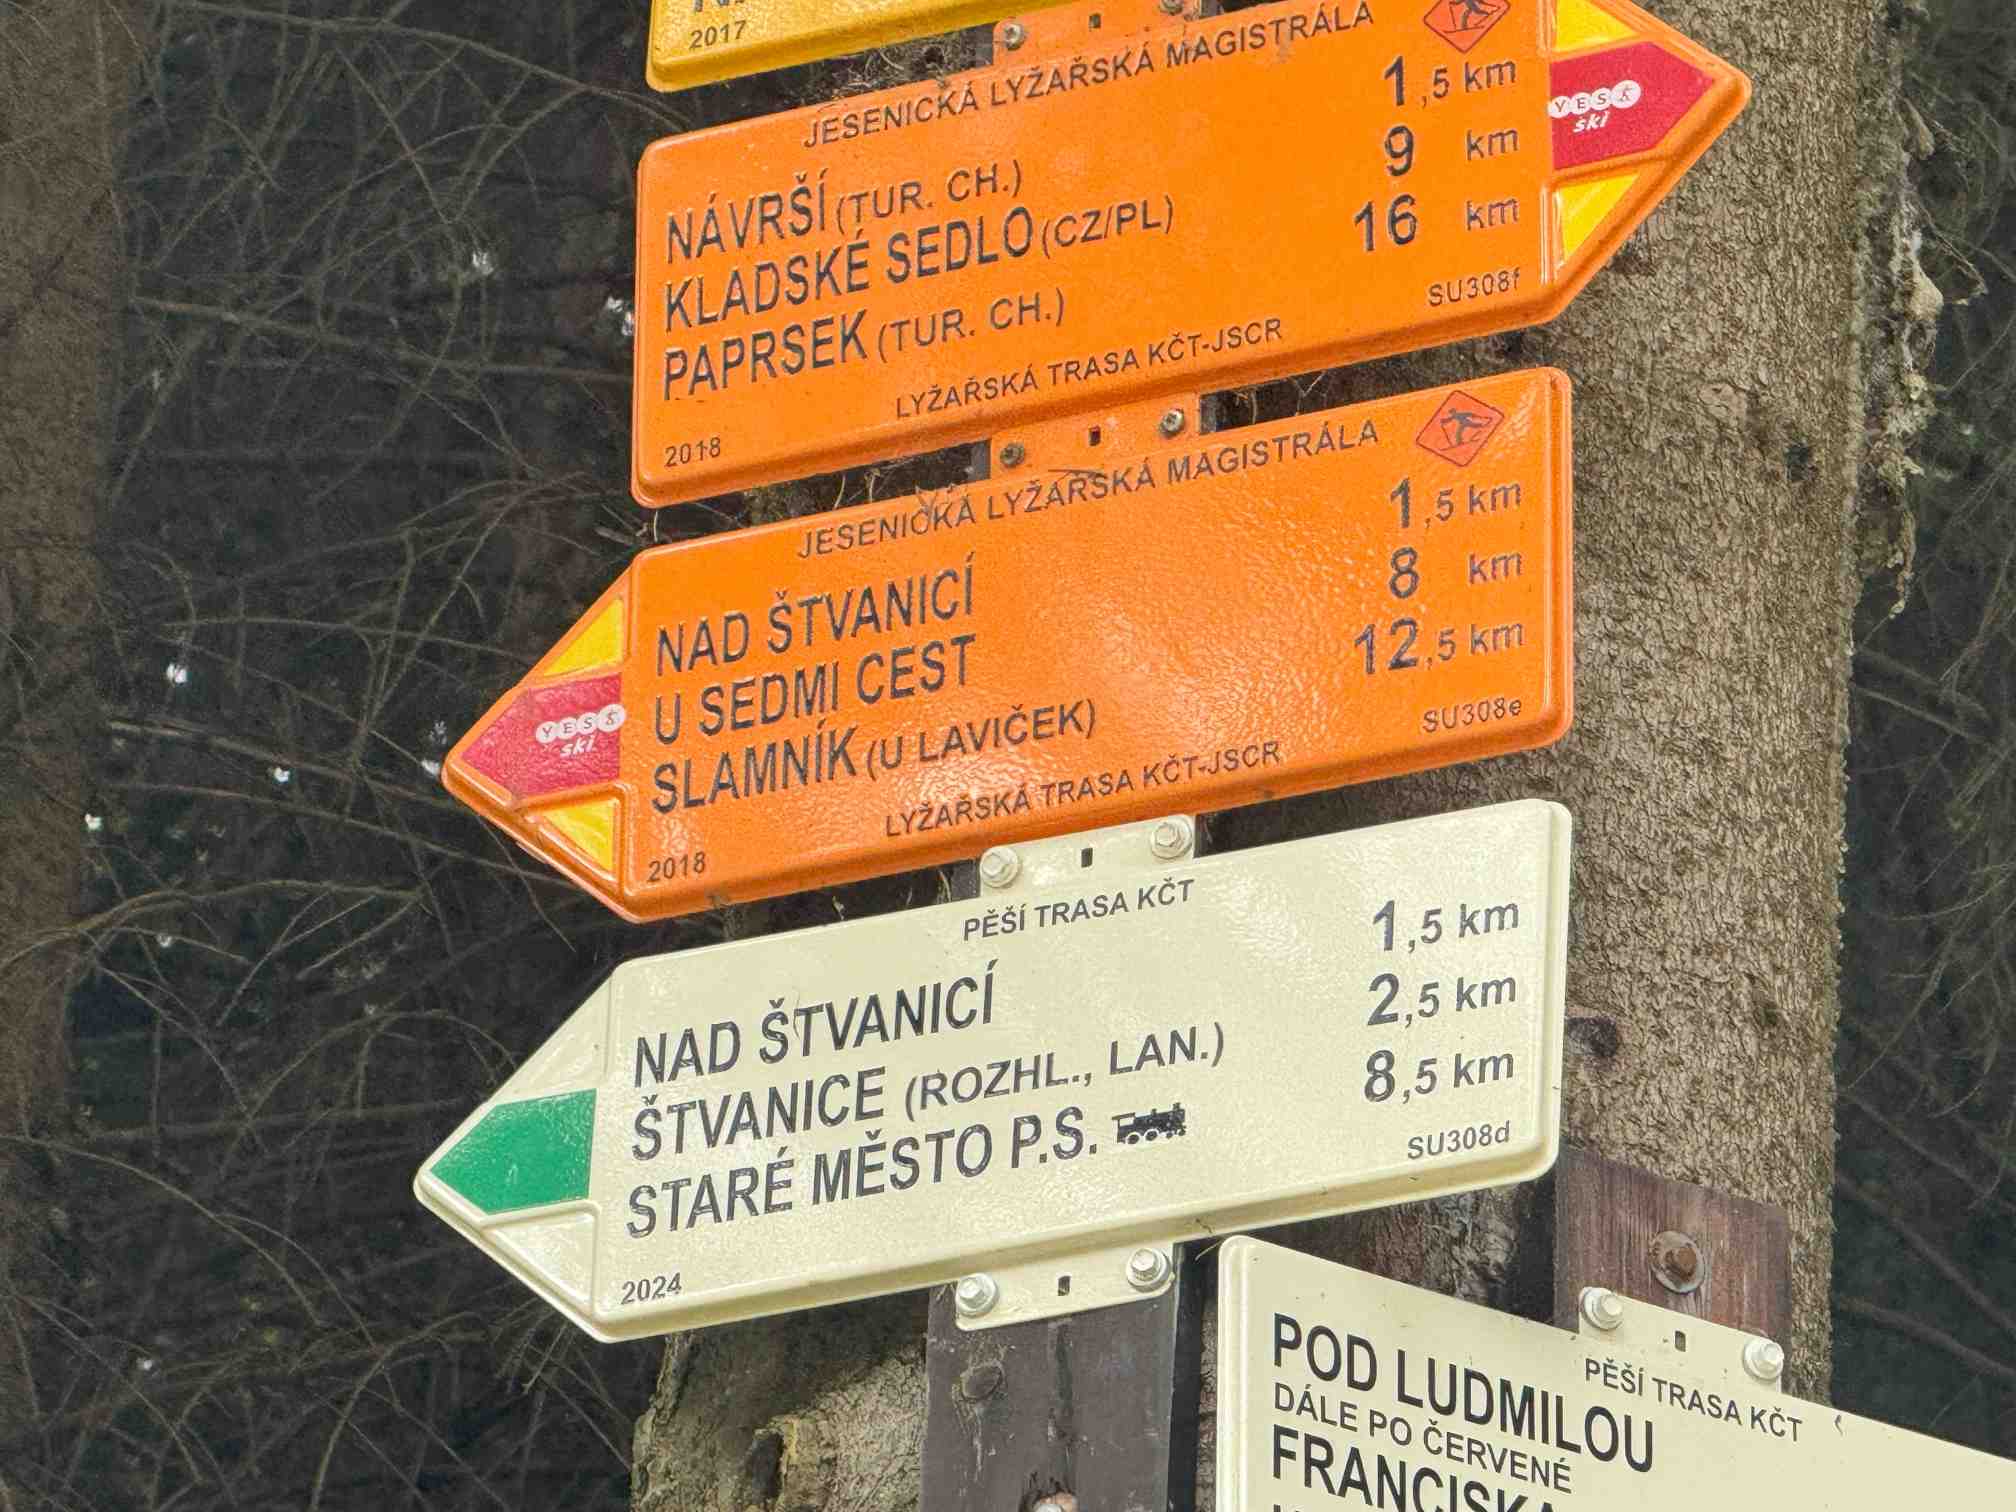 2017
JESENICKÁ LYŽAŘSKÁ MAGISTRÁLA
NÁVRŠÍ (TUR. CH.) 1,5 km
KLADSKÉ SEDLO (CZ/PL) 9 km
PAPRSEK (TUR. CH.) 16 km
SU308f
LYŽAŘSKÁ TRASA KČT-JSCR
2018
YES
ski
JESENICKÁ LYŽAŘSKÁ MAGISTRÁLA
NAD ŠTVANICÍ 1,5 km
U SEDMI CEST 8 km
SLAMNÍK (U LAVIČEK) 12,5 km
SU308e
LYŽAŘSKÁ TRASA KČT-JSCR
2018
YES
ski
PĚŠÍ TRASA KČT
NAD ŠTVANICÍ 1,5 km
ŠTVANICE (ROZHL., LAN.) 2,5 km
STARÉ MĚSTO P.S. 8,5 km
SU308d
2024
PĚŠÍ TRASA KČT
POD LUDMILOU
DÁLE PO ČERVENÉ